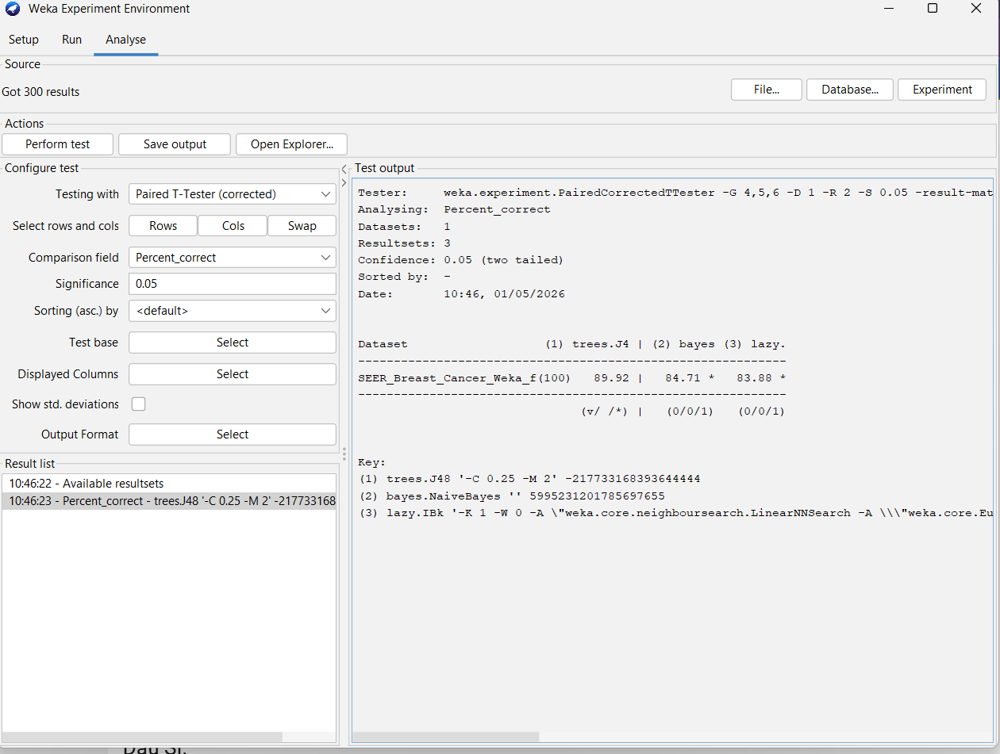 Weka Experiment Environment
Setup Run Analyse
Source
Got 300 results
File... Database... Experiment
Actions
Perform test Save output Open Explorer...
Configure test
Testing with Paired T-Tester (corrected)
Select rows and cols Rows Cols Swap
Comparison field Percent_correct
Significance 0.05
Sorting (asc.) by <default>
Test base Select
Displayed Columns Select
Show std. deviations
Output Format Select
Result list
10:46:22 - Available resultsets
10:46:23 - Percent_correct - trees.J48 '-C 0.25 -M 2' -217733168
Test output
Tester: weka.experiment.PairedCorrectedTTester -G 4,5,6 -D 1 -R 2 -S 0.05 -result-mat
Analysing: Percent_correct
Datasets: 1
Resultsets: 3
Confidence: 0.05 (two tailed)
Sorted by: -
Date: 10:46, 01/05/2026
Dataset (1) trees.J4 | (2) bayes (3) lazy.
------------------------------------------------------------
SEER_Breast_Cancer_Weka_f(100) 89.92 | 84.71 * 83.88 *
------------------------------------------------------------
(v/ /*) | (0/0/1) (0/0/1)
Key:
(1) trees.J48 '-C 0.25 -M 2' -217733168393644444
(2) bayes.NaiveBayes '' 5995231201785697655
(3) lazy.IBk '-K 1 -W 0 -A \"weka.core.neighboursearch.LinearNNSearch -A \\\"weka.core.Eu